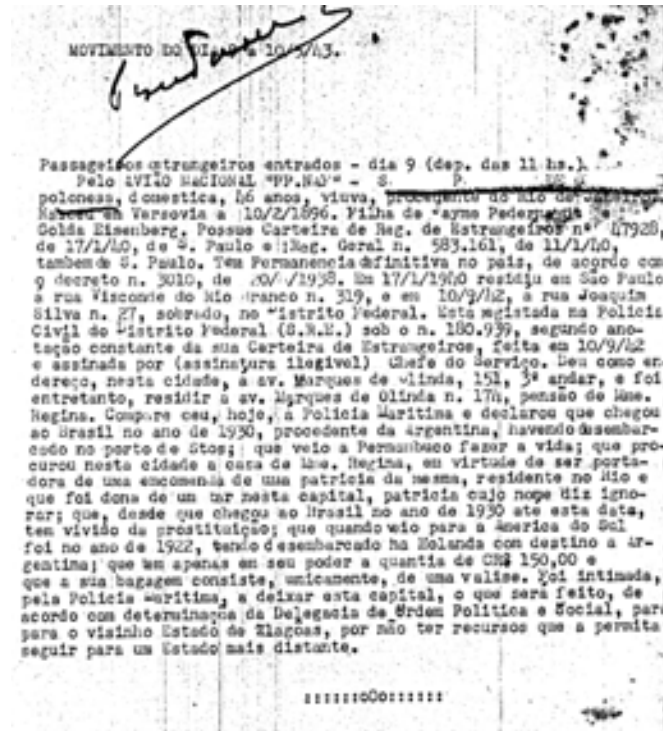 MOVIMENTO DO DIA 9 a 10/3/43.
Passageiros estrangeiros entrados - dia 9 (dep. das 11 hs.)
Pelo AVIÃO NACIONAL "PP.NAF" - S. P. DE
polonesa, domestica, 46 anos, viuva, procedente do Rio de Janeiro.
Nasceu em Versovia a 10/2/1896. Filha de Jayme e
Golda Eisenberg. Possue Carteira de Reg. de Estrangeiros nº 47928,
de 17/1/40, de S. Paulo e Reg. Geral n. 583.161, de 11/1/40,
tambem de S. Paulo. Tem Permanencia definitiva no pais, de acordo com
o decreto n. 3010, de /1938. Em 17/1/1940 residiu em São Paulo
a rua Visconde do Rio Branco n. 319, e em 10/9/42, a rua Joaquim
Silva n. 27, sobrado, no Distrito Federal. Esta registada na Policia
Civil do Distrito Federal (S.R.E.) sob o n. 180.939, segundo ano-
tação constante da sua Carteira de Estrangeiros, feita em 10/9/42
e assinada por (assinatura ilegivel) Chefe do Serviço. Deu como en
dereço, nesta cidade, a av. Marques de Olinda, 151, 3º andar, e foi
entretanto, residir a av. Marques de Olinda n. 174, pensão de Mme.
Regina. Compareceu, hoje, a Policia Maritima e declarou que chegou
ao Brasil no ano de 1930, procedente da Argentina, havendo desembar-
cado no porto de Stos; que veio a Pernambuco fazer a vida; que pro-
curou nesta cidade a casa de Mme. Regina, em virtude de ser porta-
dora de uma encomenda de uma patricia da mesma, residente no Rio e
que foi dona de um bar nesta capital, patricia cujo nome diz igno-
rar; que, desde que chegou ao Brasil no ano de 1930 ate esta data,
tem vivido da prostituição; que quando veio para a America do Sul
foi no ano de 1922, tendo desembarcado na Holanda com destino a Ar-
gentina; que tem apenas em seu poder a quantia de CR$ 150,00 e
que a sua bagagem consiste, unicamente, de uma valise. Foi intimada,
pela Policia Maritima, a deixar esta capital, o que será feito, de
acordo com determinaçoa da Delegacia de Ordem Politica e Social, para
para o visinho Estado de Alagoas, por não ter recursos que a permita
seguir para um Estado mais distante.
::::::oOo::::::